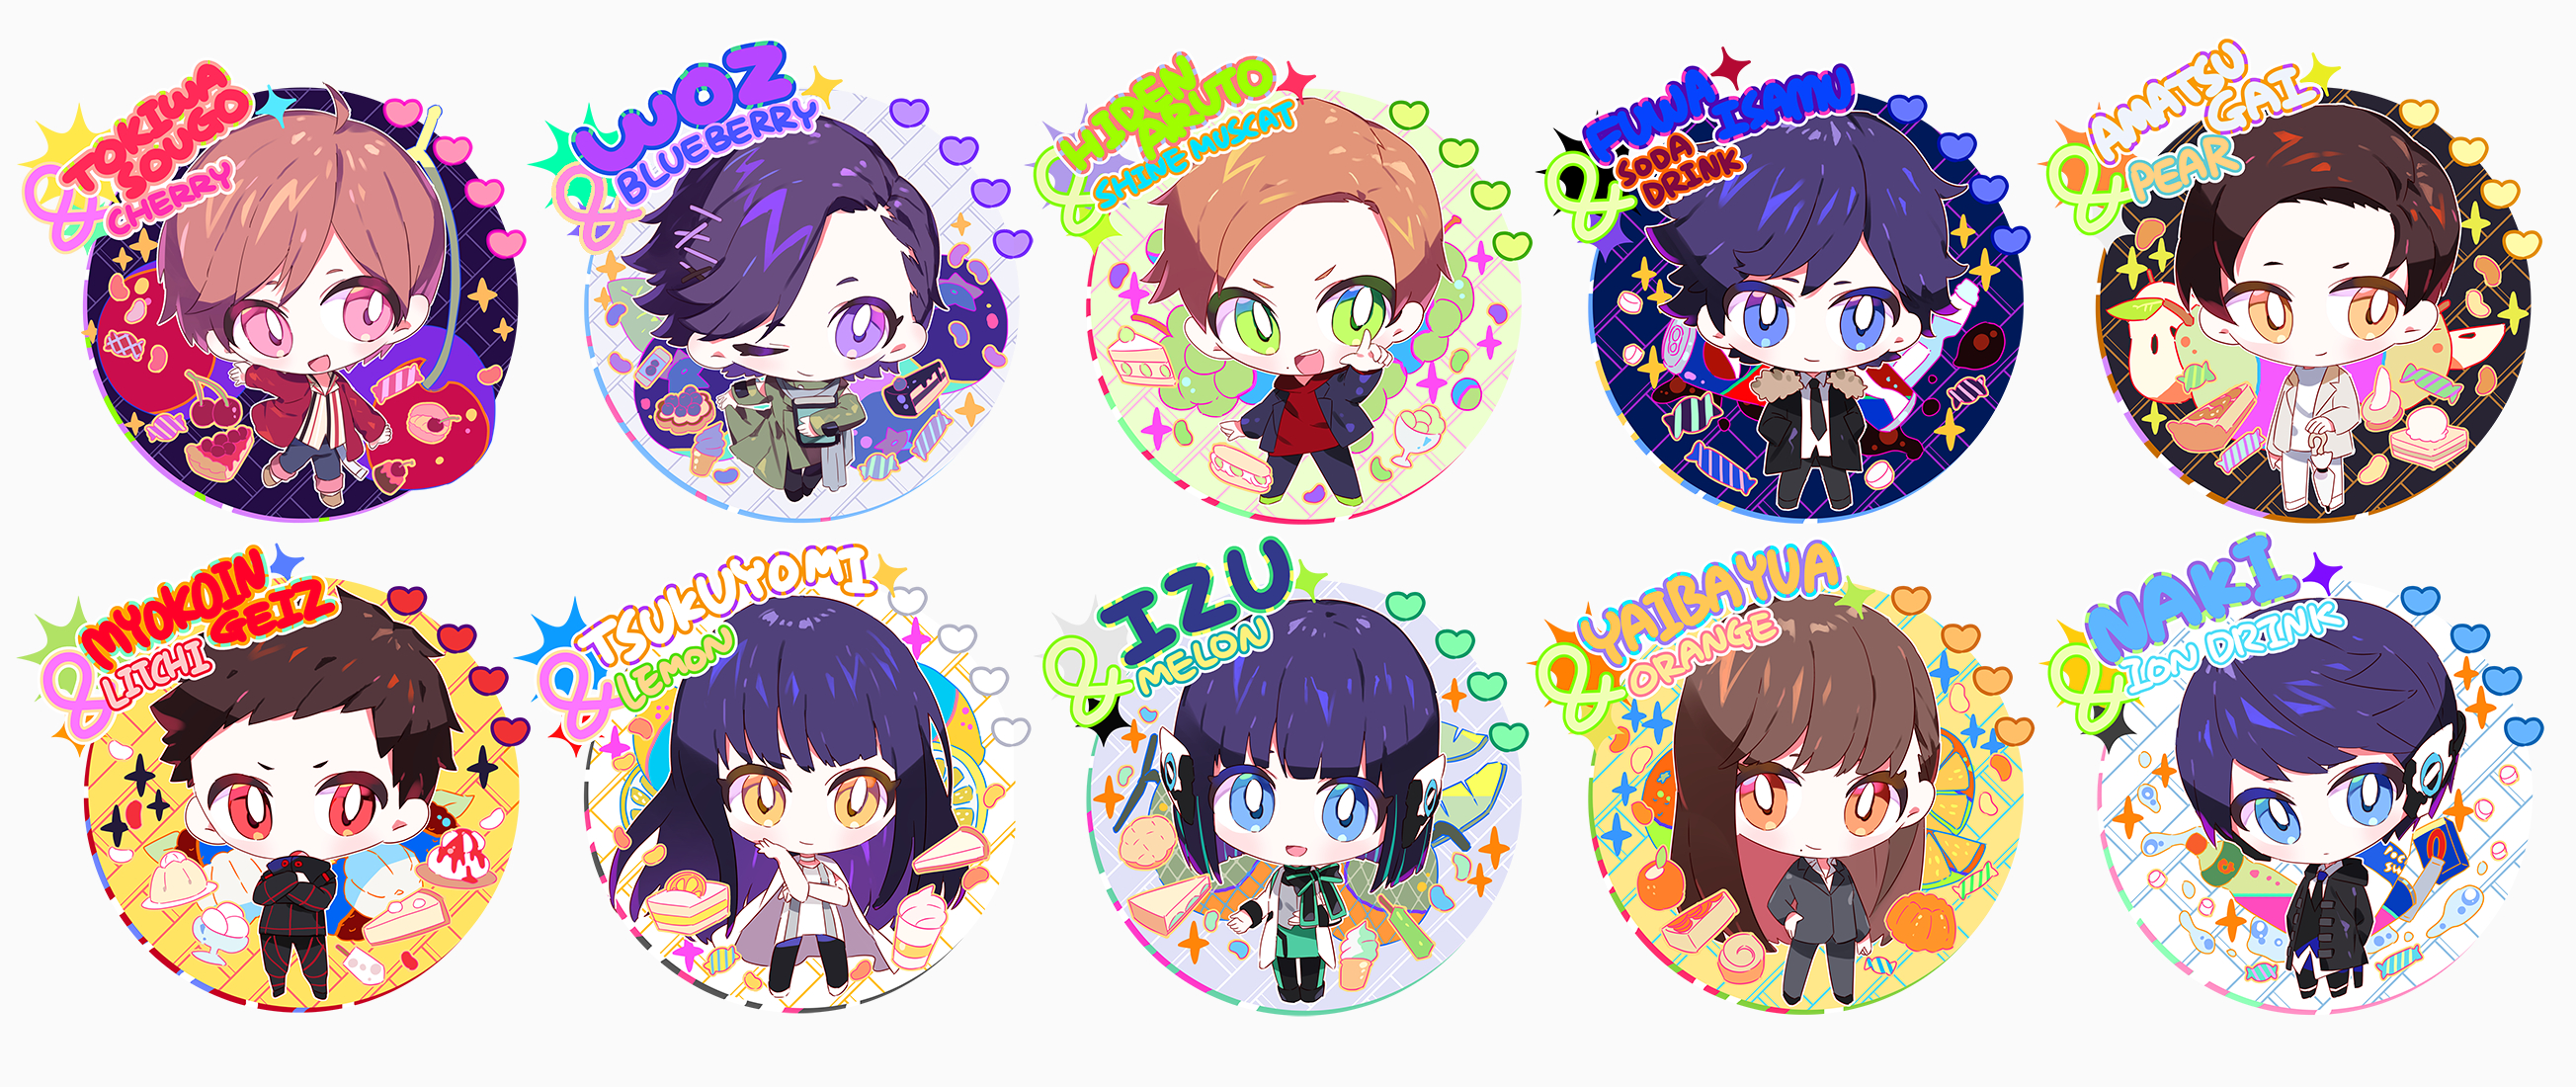 TOKIWA
SOUGO
& CHERRY
WOZ
& BLUEBERRY
HIDEN
ARUTO
& SHINE MUSCAT
FUWA ISAMU
& SODA
DRINK
AMATSU
GAI
& PEAR
MYOKOIN
GEIZ
& LITCHI
TSUKUYOMI
& LEMON
IZU
& MELON
YAIBA YUA
& ORANGE
NAKI
& ION DRINK